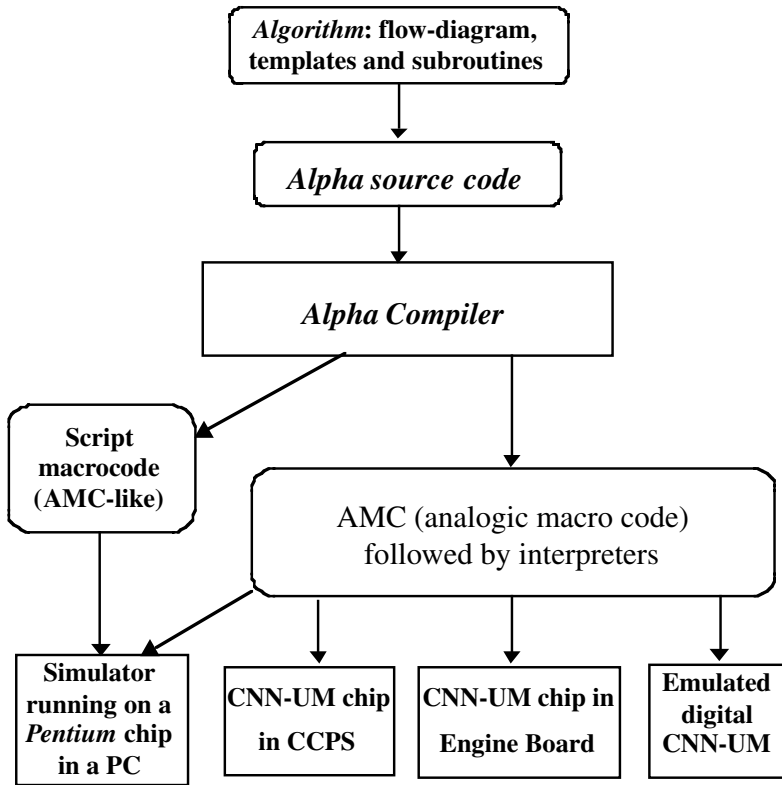 Algorithm: flow-diagram,
templates and subroutines
Alpha source code
Alpha Compiler
Script
macrocode
(AMC-like)
AMC (analogic macro code)
followed by interpreters
Simulator
running on a
Pentium chip
in a PC
CNN-UM chip
in CCPS
CNN-UM chip in
Engine Board
Emulated
digital
CNN-UM